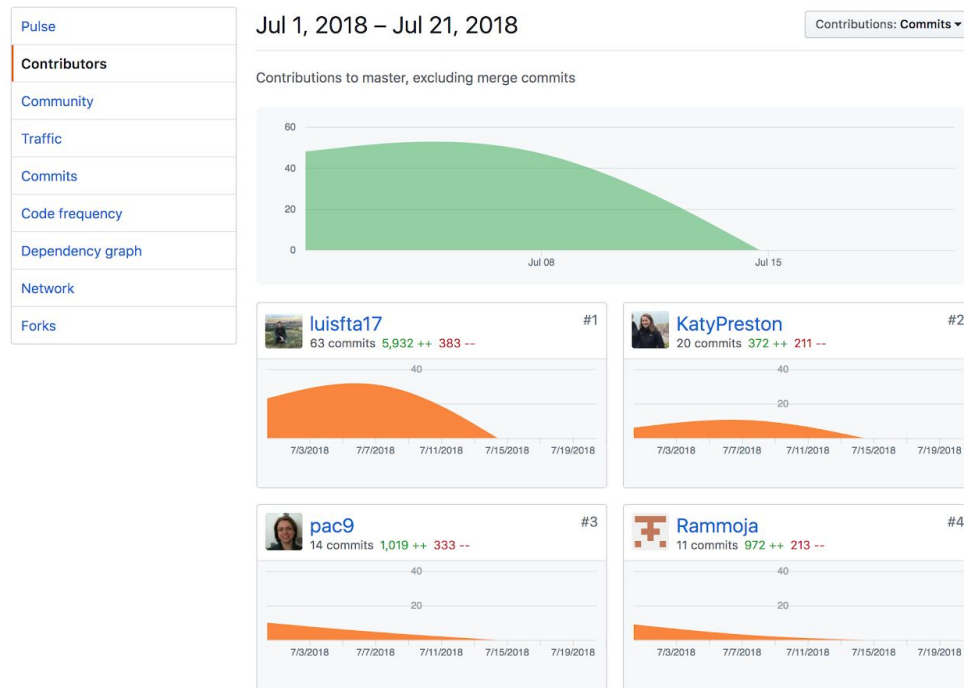 Pulse
Contributors
Community
Traffic
Commits
Code frequency
Dependency graph
Network
Forks
Jul 1, 2018 – Jul 21, 2018
Contributions: Commits
Contributions to master, excluding merge commits
60
40
20
0
Jul 08
Jul 15
luisfta17
#1
63 commits 5,932 ++ 383 --
40
7/3/2018 7/7/2018 7/11/2018 7/15/2018 7/19/2018
KatyPreston
#2
20 commits 372 ++ 211 --
40
20
7/3/2018 7/7/2018 7/11/2018 7/15/2018 7/19/2018
pac9
#3
14 commits 1,019 ++ 333 --
40
20
7/3/2018 7/7/2018 7/11/2018 7/15/2018 7/19/2018
Rammoja
#4
11 commits 972 ++ 213 --
40
20
7/3/2018 7/7/2018 7/11/2018 7/15/2018 7/19/2018